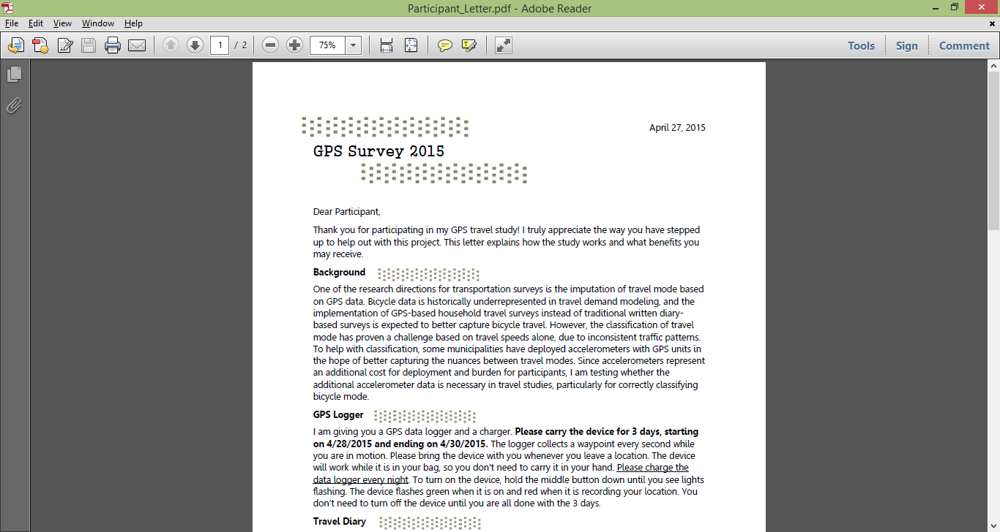 Participant_Letter.pdf - Adobe Reader
File Edit View Window Help
1 / 2 75% Tools Sign Comment
April 27, 2015
GPS Survey 2015
Dear Participant,
Thank you for participating in my GPS travel study! I truly appreciate the way you have stepped
up to help out with this project. This letter explains how the study works and what benefits you
may receive.
Background
One of the research directions for transportation surveys is the imputation of travel mode based
on GPS data. Bicycle data is historically underrepresented in travel demand modeling, and the
implementation of GPS-based household travel surveys instead of traditional written diary-
based surveys is expected to better capture bicycle travel. However, the classification of travel
mode has proven a challenge based on travel speeds alone, due to inconsistent traffic patterns.
To help with classification, some municipalities have deployed accelerometers with GPS units in
the hope of better capturing the nuances between travel modes. Since accelerometers represent
an additional cost for deployment and burden for participants, I am testing whether the
additional accelerometer data is necessary in travel studies, particularly for correctly classifying
bicycle mode.
GPS Logger
I am giving you a GPS data logger and a charger. Please carry the device for 3 days, starting
on 4/28/2015 and ending on 4/30/2015. The logger collects a waypoint every second while
you are in motion. Please bring the device with you whenever you leave a location. The device
will work while it is in your bag, so you don't need to carry it in your hand. Please charge the
data logger every night. To turn on the device, hold the middle button down until you see lights
flashing. The device flashes green when it is on and red when it is recording your location. You
don't need to turn off the device until you are all done with the 3 days.
Travel Diary